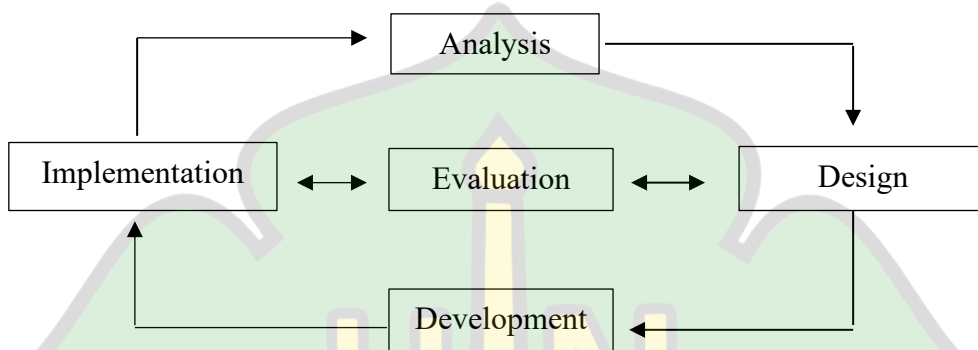 Analysis
Implementation
Evaluation
Design
Development